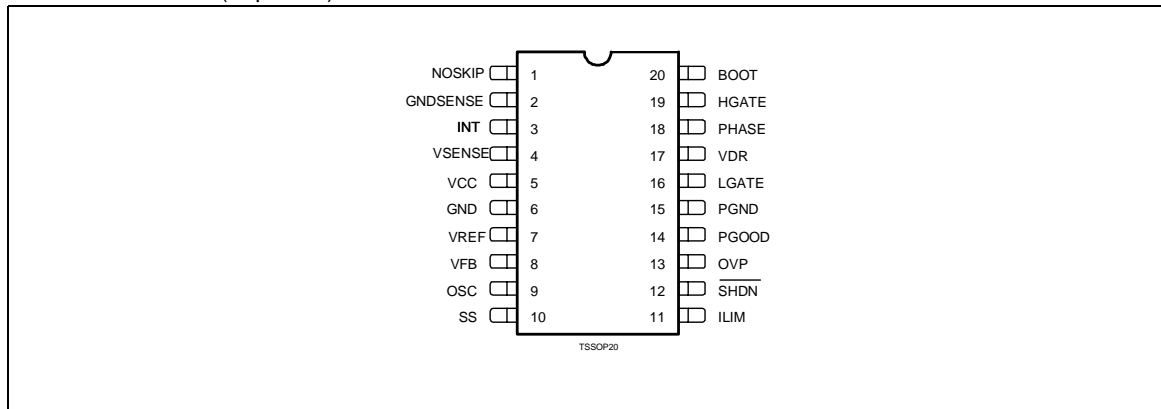 NOSKIP 1 20 BOOT
GNDSENSE 2 19 HGATE
INT 3 18 PHASE
VSENSE 4 17 VDR
VCC 5 16 LGATE
GND 6 15 PGND
VREF 7 14 PGOOD
VFB 8 13 OVP
OSC 9 12 SHDN
SS 10 11 ILIM
TSSOP20